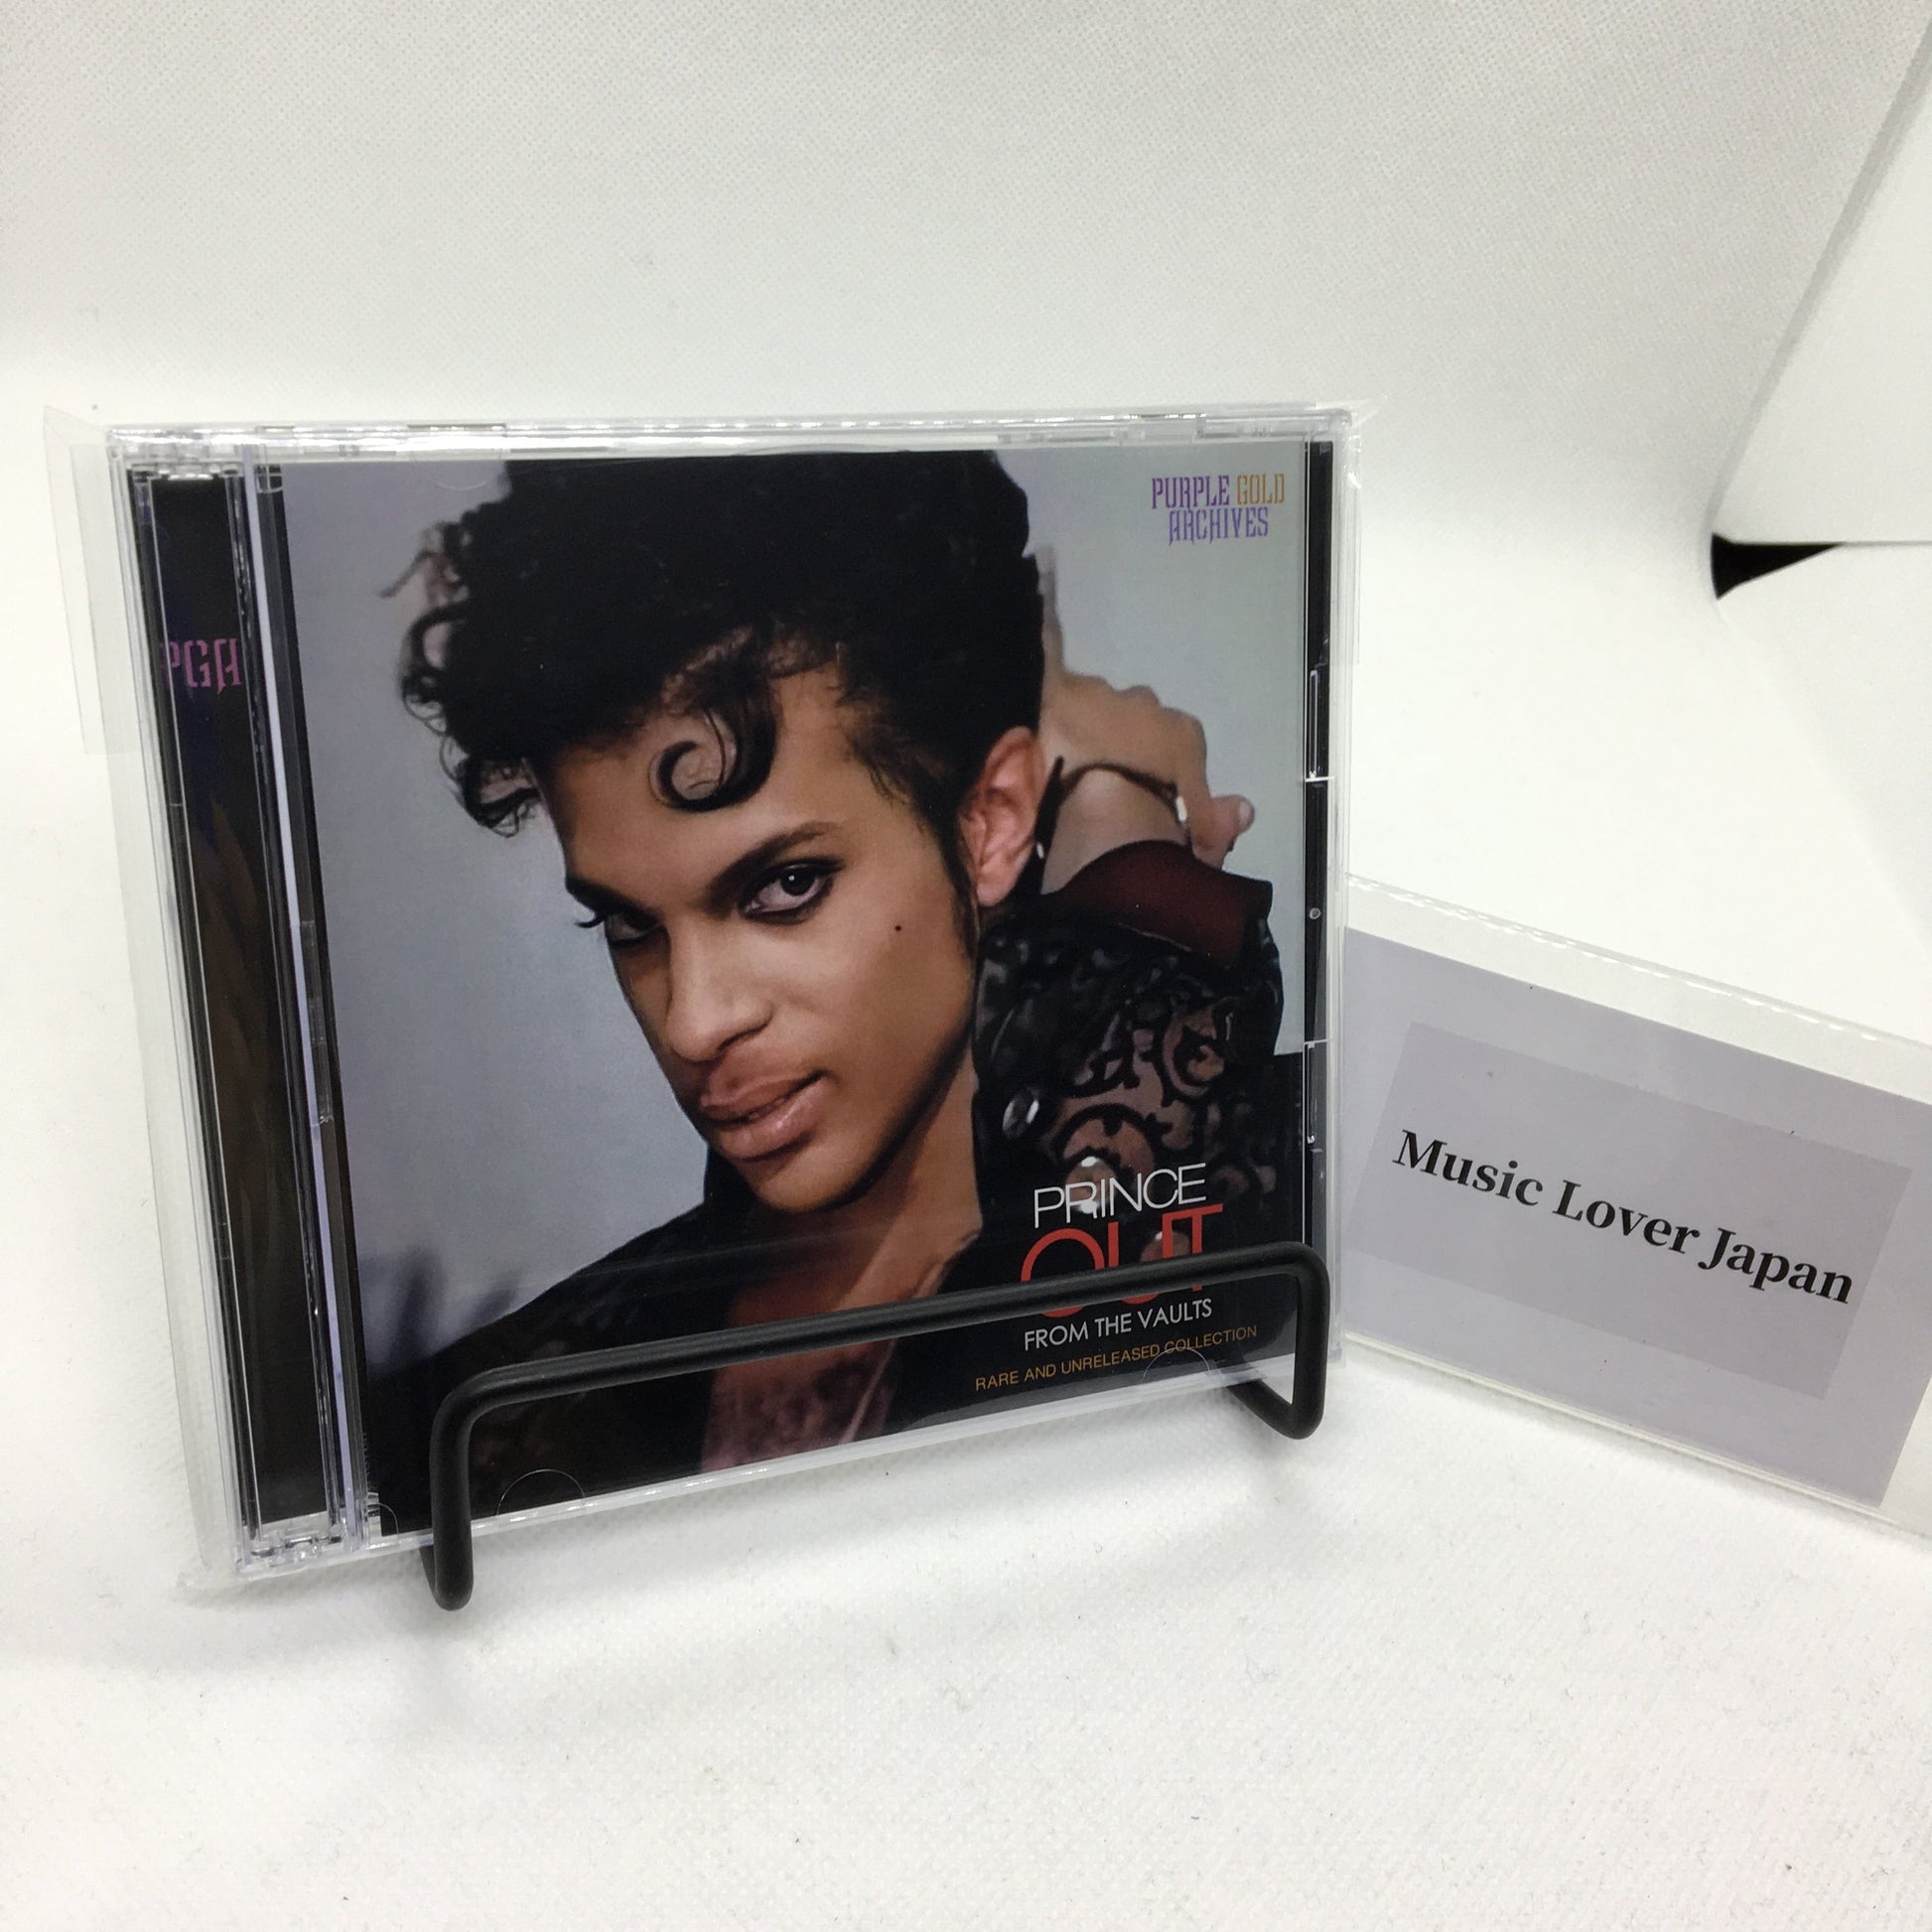 PURPLE GOLD
ARCHIVES
PGA
PRINCE
OUT
FROM THE VAULTS
RARE AND UNRELEASED COLLECTION
Music Lover Japan